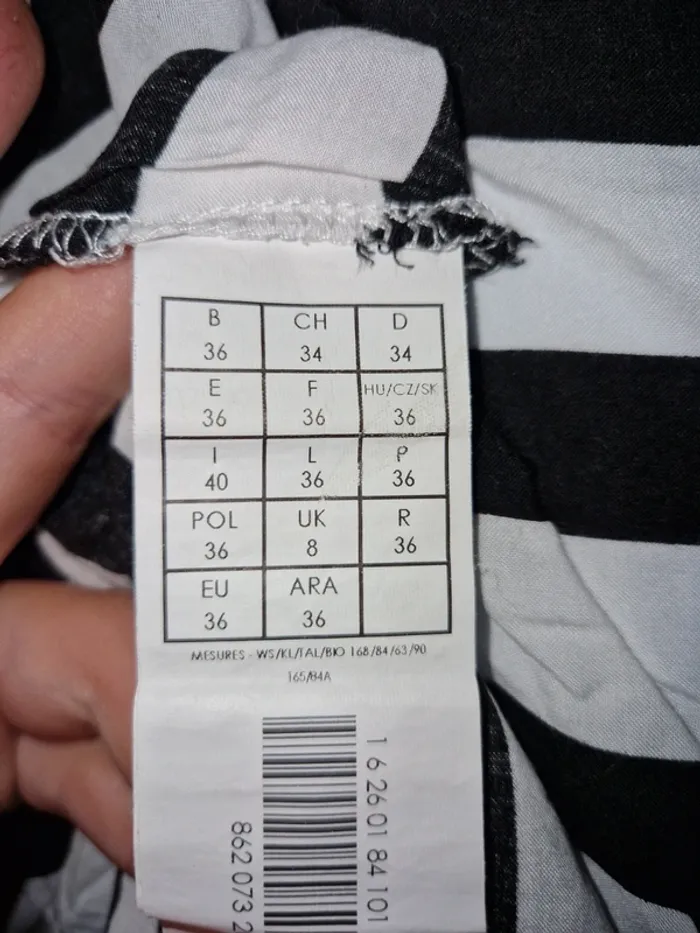 B CH D
36 34 34
E F HU/CZ/SK
36 36 36
I L P
40 36 36
POL UK R
36 8 36
EU ARA
36 36
MESURES - WS/KL/TAL/BIO 168/84/63/90
165/84A
1 6 26 01 84 101
862 073 2